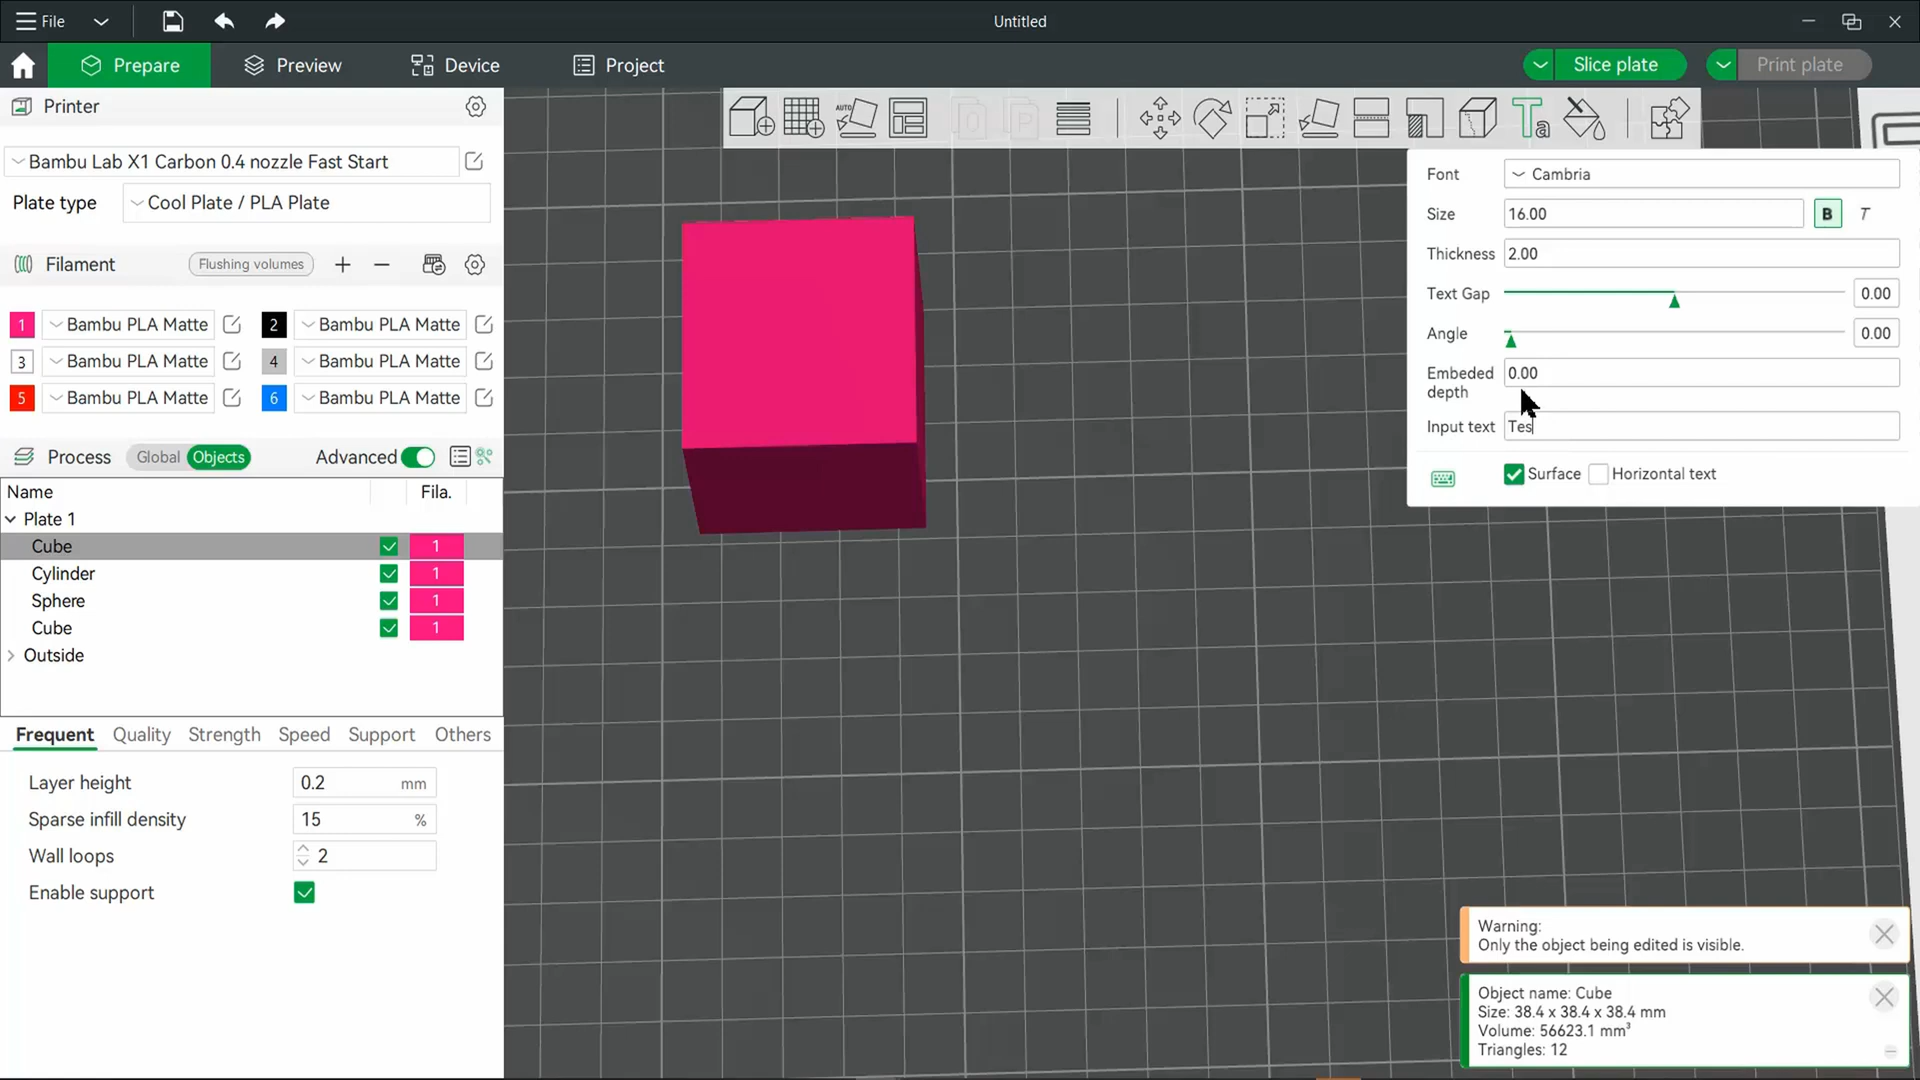 File
Untitled
Prepare
Preview
Device
Project
Slice plate
Print plate
Printer
Bambu Lab X1 Carbon 0.4 nozzle Fast Start
Plate type
Cool Plate / PLA Plate
Filament
Flushing volumes
1 Bambu PLA Matte
2 Bambu PLA Matte
3 Bambu PLA Matte
4 Bambu PLA Matte
5 Bambu PLA Matte
6 Bambu PLA Matte
Process Global Objects Advanced
Name Fila.
Plate 1
Cube 1
Cylinder 1
Sphere 1
Cube 1
Outside
Frequent Quality Strength Speed Support Others
Layer height 0.2 mm
Sparse infill density 15 %
Wall loops 2
Enable support
AUTO
Ta
Font Cambria
Size 16.00 B T
Thickness 2.00
Text Gap 0.00
Angle 0.00
Embeded
depth
0.00
Input text Tes
Surface Horizontal text
Warning:
Only the object being edited is visible.
Object name: Cube
Size: 38.4 x 38.4 x 38.4 mm
Volume: 56623.1 mm³
Triangles: 12